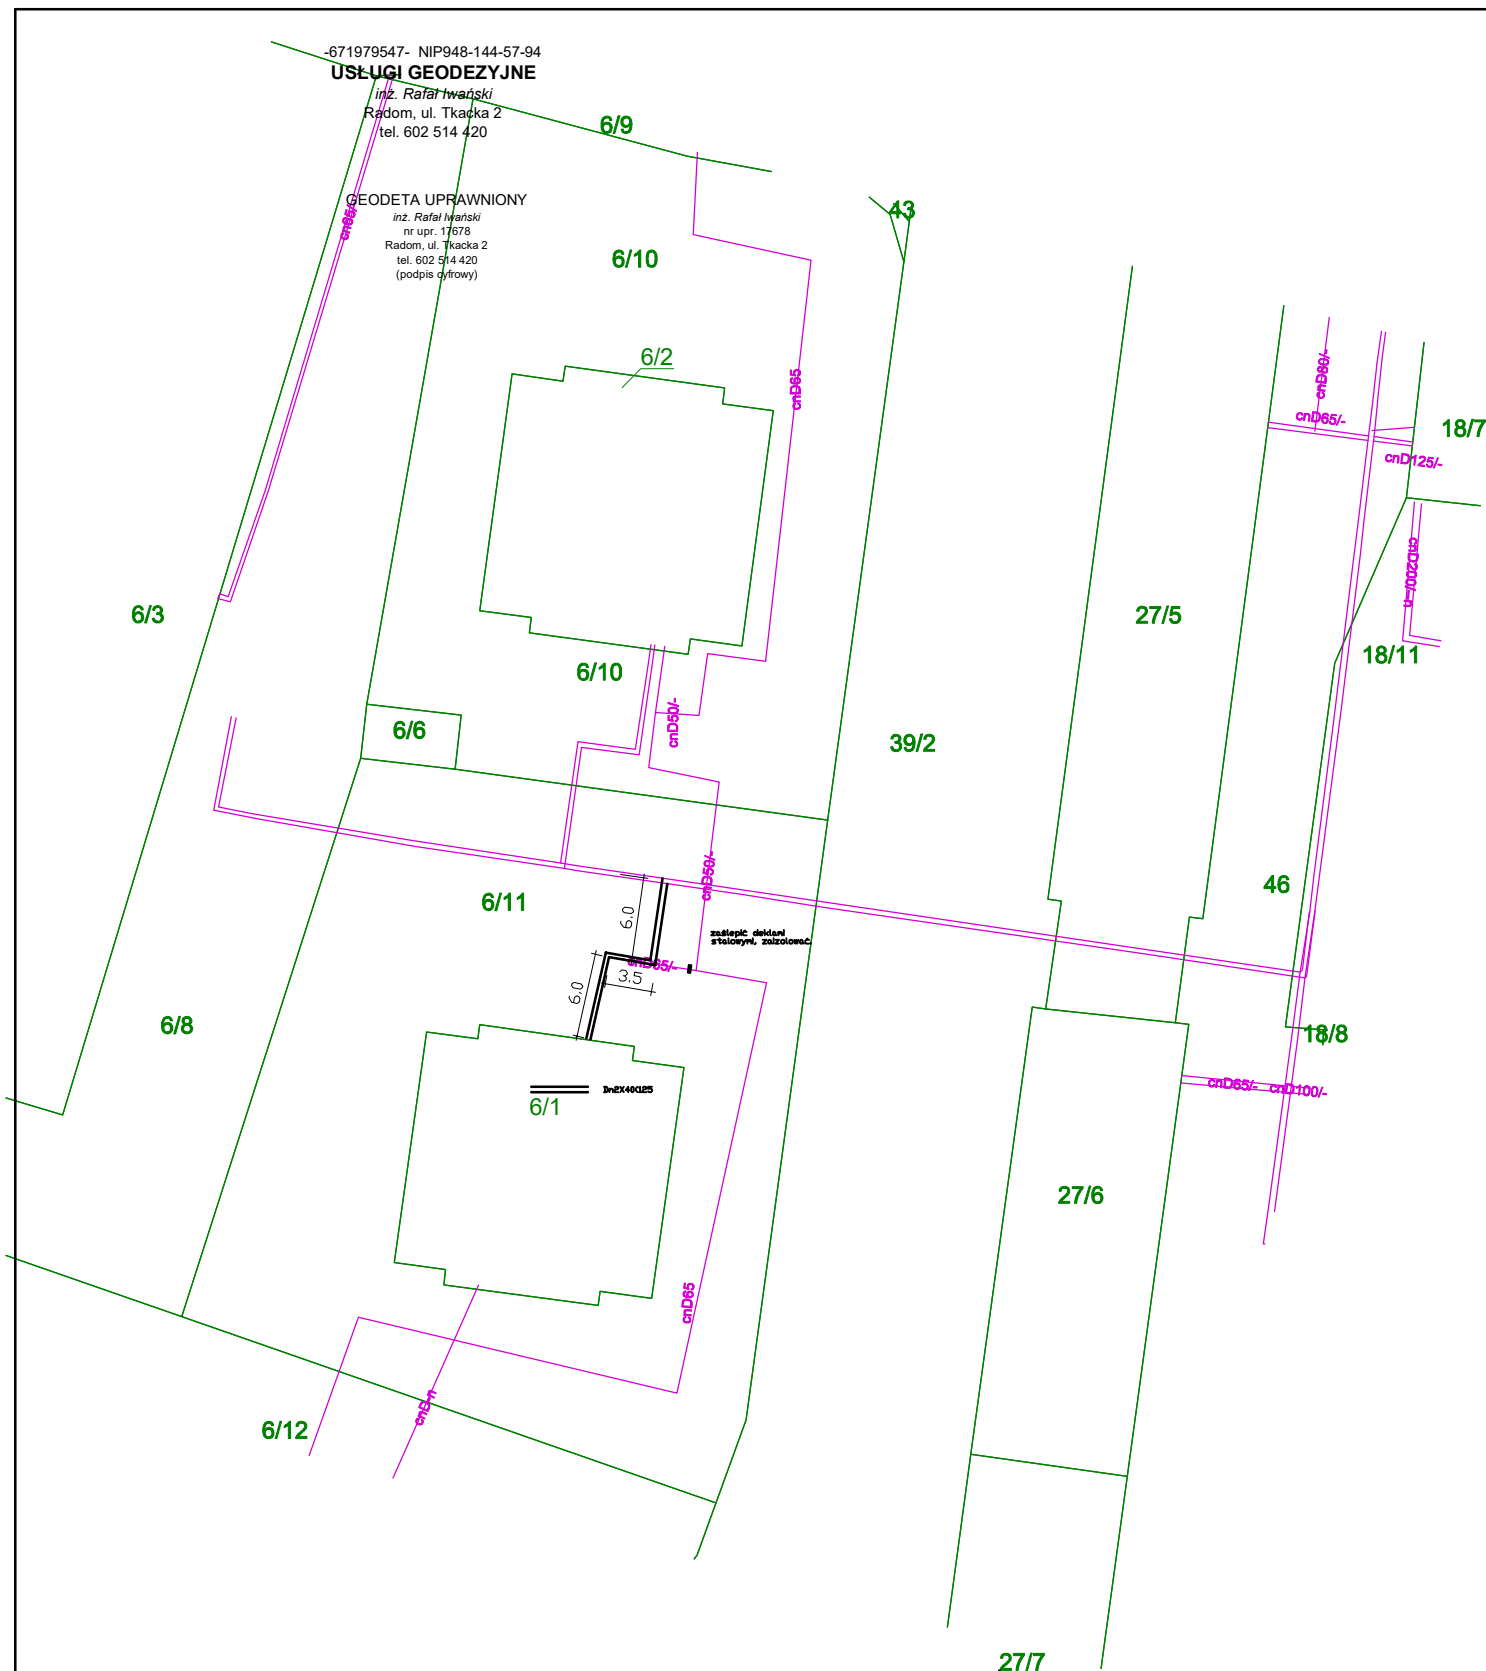 -671979547- NIP948-144-57-94
USŁUGI GEODEZYJNE
inż. Rafał Iwański
Radom, ul. Tkacka 2
tel. 602 514 420
6/9
GEODETA UPRAWNIONY
inż. Rafał Iwański
nr upr. 17678
Radom, ul. Tkacka 2
tel. 602 514 420
(podpis cyfrowy)
43
6/10
6/2
cnD65
cnD80/-
cnD65/-
18/7
cnD125/-
cnD200/-n
6/3
27/5
18/11
6/10
6/6
cnD50/-
39/2
cnD50/-
46
6/11
6.0
zaślepić deklami
stalowymi, zaizolować.
cnD65/-
3.5
6.0
6/8
18/8
cnD65/-
cnD100/-
6/1
27/6
cnD65
cnD-n
6/12
27/7